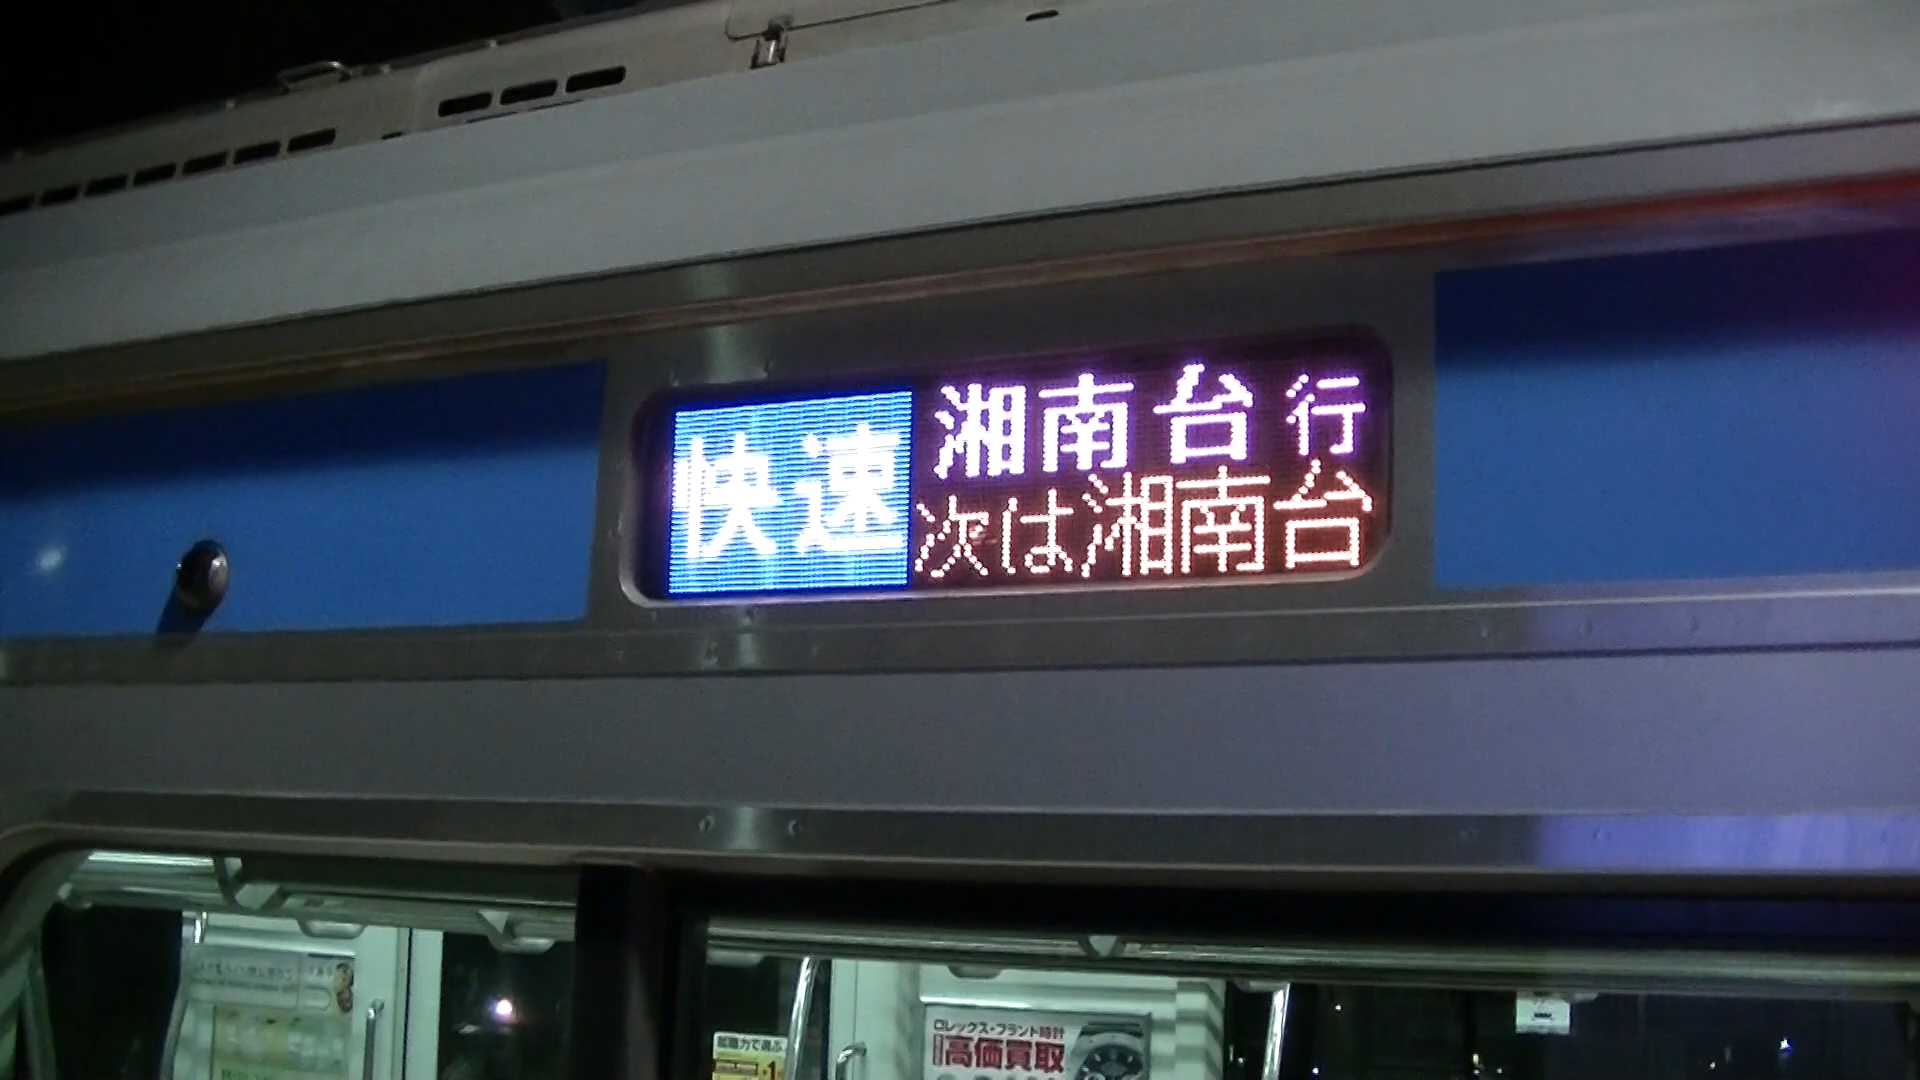 快速
湘南台行
次は湘南台
ロレックス・ブランド時計
高価買取